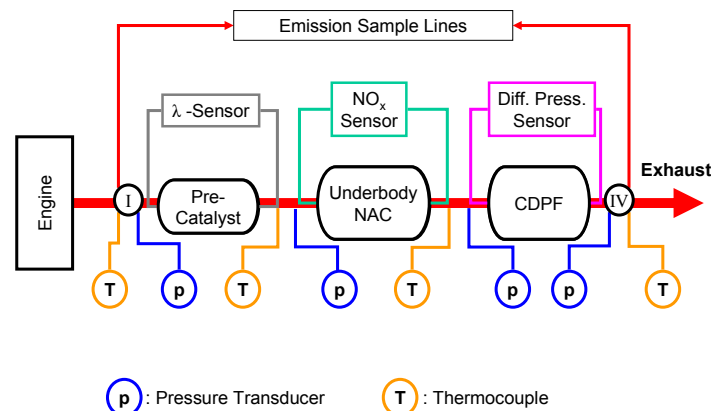 Emission Sample Lines
λ -Sensor
NOx
Sensor
Diff. Press.
Sensor
Exhaust
Engine
I
Pre-
Catalyst
Underbody
NAC
CDPF
IV
T
p
T
p
T
p
p
T
p : Pressure Transducer
T : Thermocouple